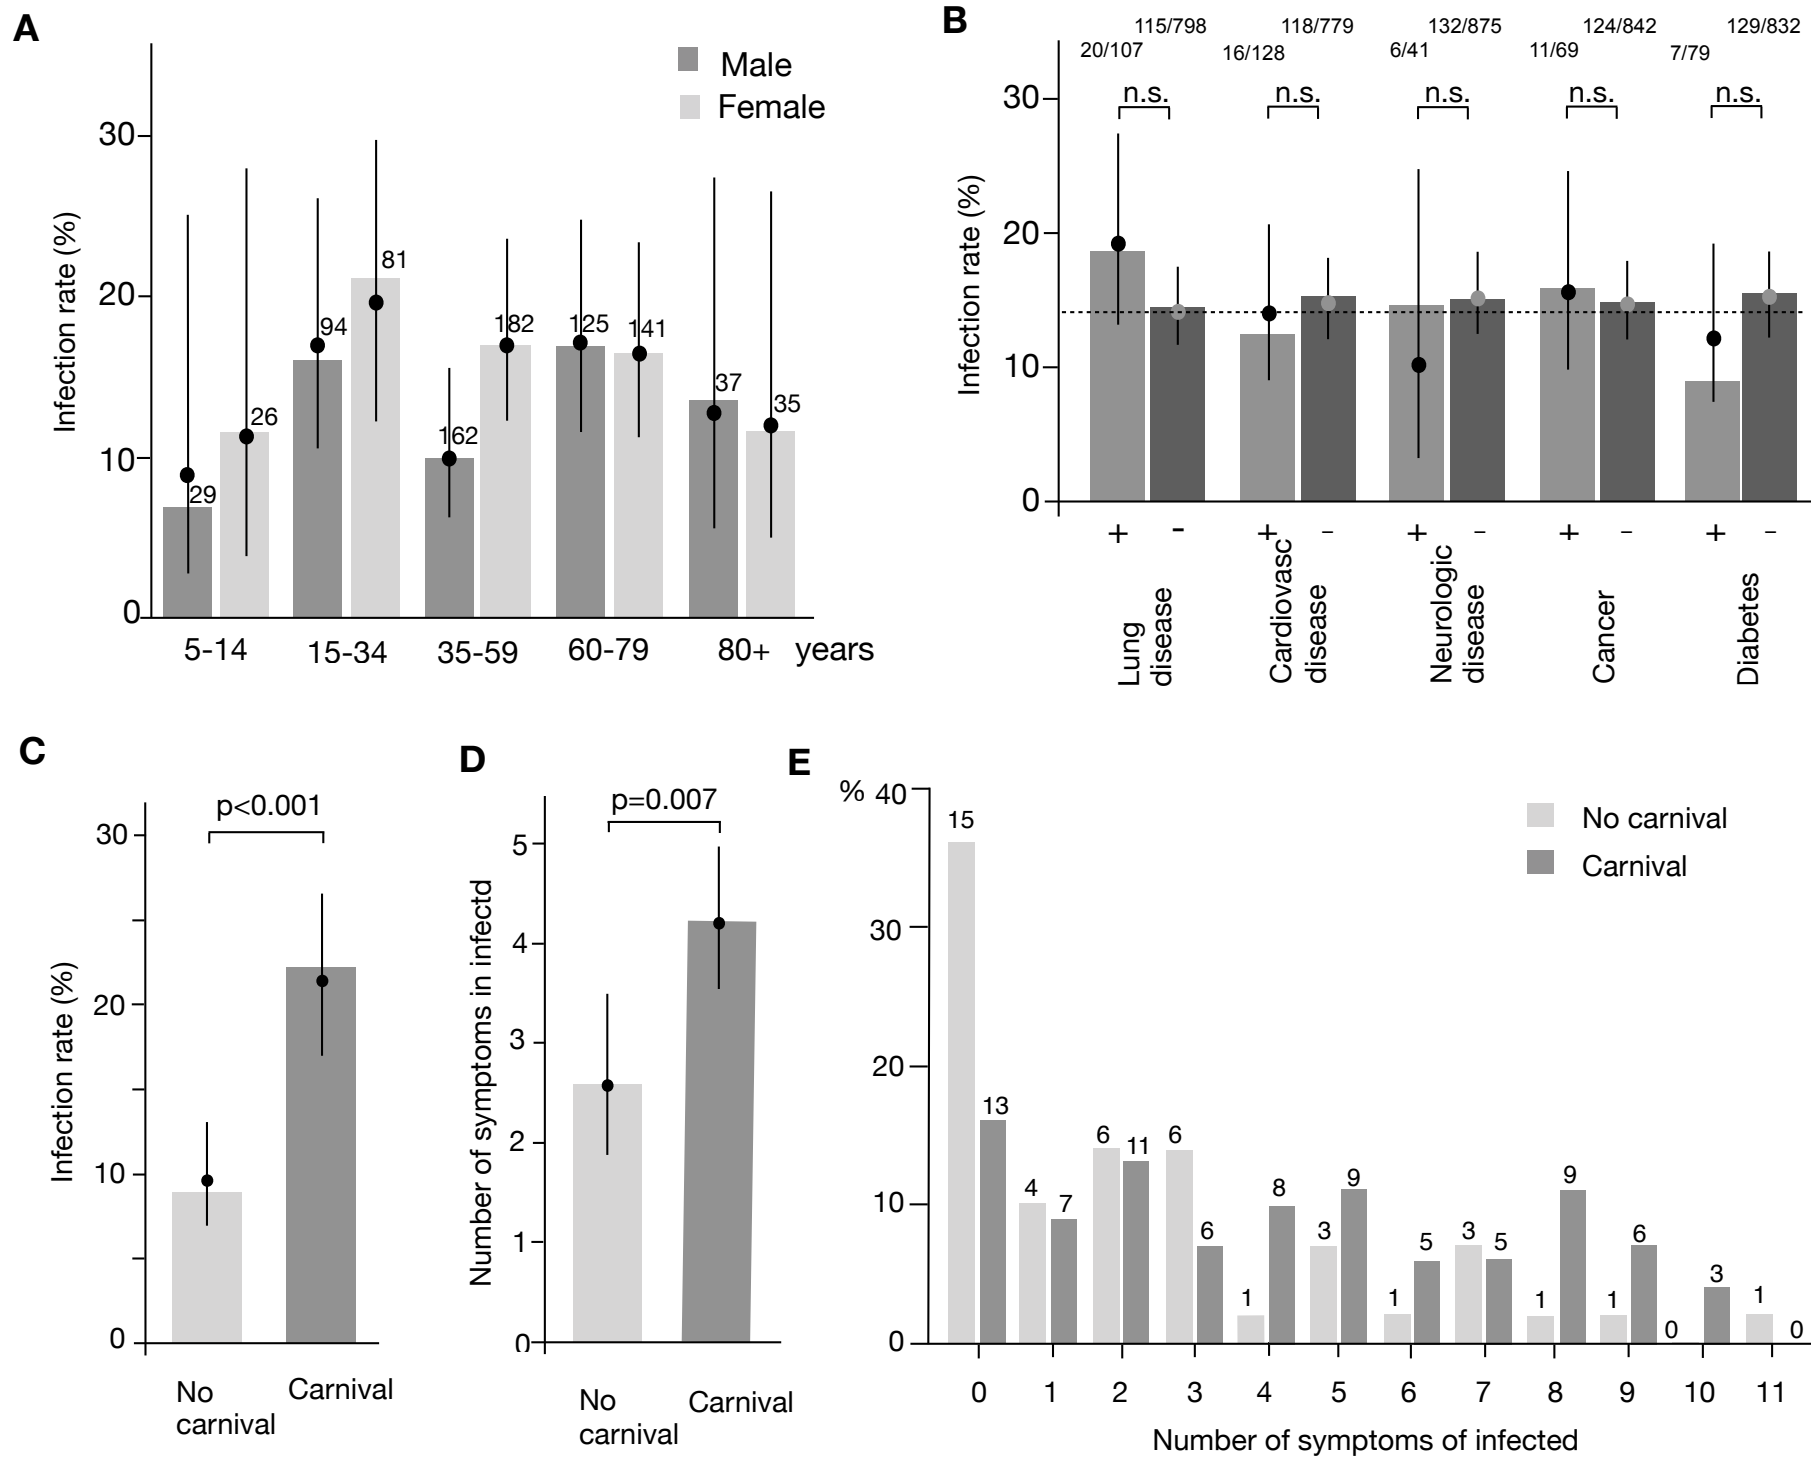 A
Male
Female
30
20
10
0
Infection rate (%)
29
26
94
81
162
182
125
141
37
35
5-14
15-34
35-59
60-79
80+
years
B
20/107
115/798
16/128
118/779
6/41
132/875
11/69
124/842
7/79
129/832
n.s.
n.s.
n.s.
n.s.
n.s.
30
20
10
0
Infection rate (%)
+
-
+
–
+
–
+
–
+
–
Lung
disease
Cardiovasc
disease
Neurologic
disease
Cancer
Diabetes
C
p<0.001
30
20
10
0
Infection rate (%)
No
carnival
Carnival
D
p=0.007
5
4
3
2
1
0
Number of symptoms in infectd
No
carnival
Carnival
E
%
40
30
20
10
0
No carnival
Carnival
15
13
4
7
6
11
6
6
1
8
3
9
1
5
3
5
1
9
1
6
0
3
1
0
0
1
2
3
4
5
6
7
8
9
10
11
Number of symptoms of infected